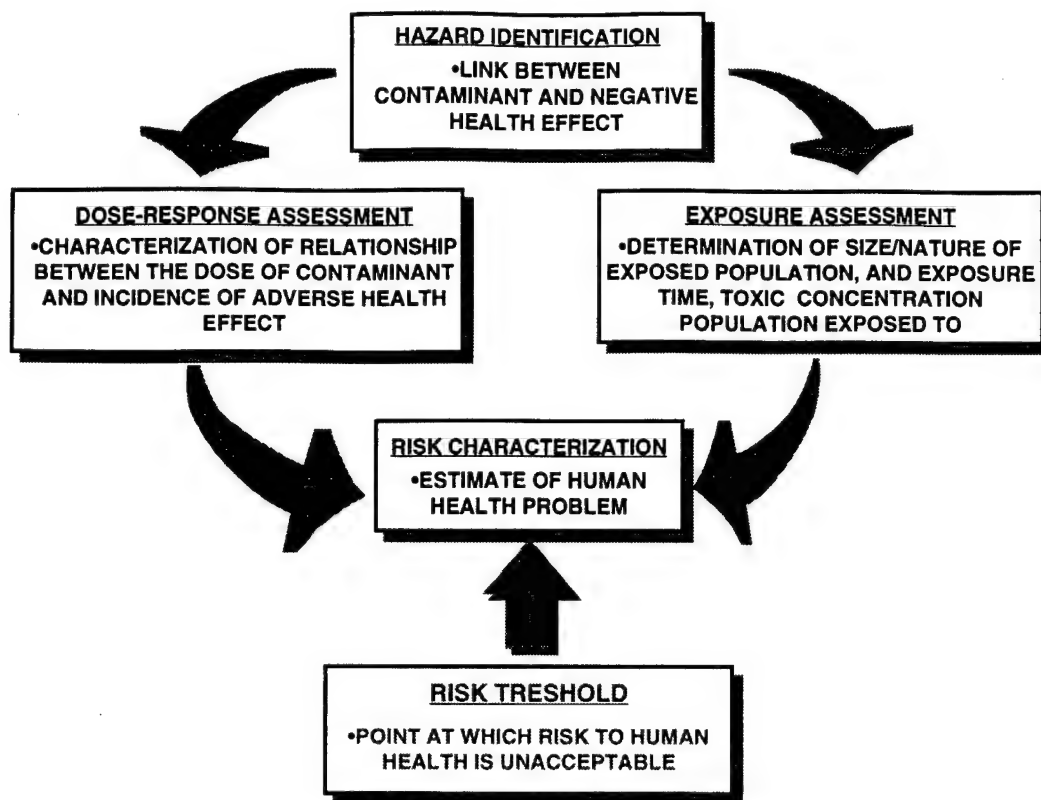 HAZARD IDENTIFICATION
•LINK BETWEEN
CONTAMINANT AND NEGATIVE
HEALTH EFFECT
DOSE-RESPONSE ASSESSMENT
•CHARACTERIZATION OF RELATIONSHIP
BETWEEN THE DOSE OF CONTAMINANT
AND INCIDENCE OF ADVERSE HEALTH
EFFECT
EXPOSURE ASSESSMENT
•DETERMINATION OF SIZE/NATURE OF
EXPOSED POPULATION, AND EXPOSURE
TIME, TOXIC CONCENTRATION
POPULATION EXPOSED TO
RISK CHARACTERIZATION
•ESTIMATE OF HUMAN
HEALTH PROBLEM
RISK TRESHOLD
•POINT AT WHICH RISK TO HUMAN
HEALTH IS UNACCEPTABLE